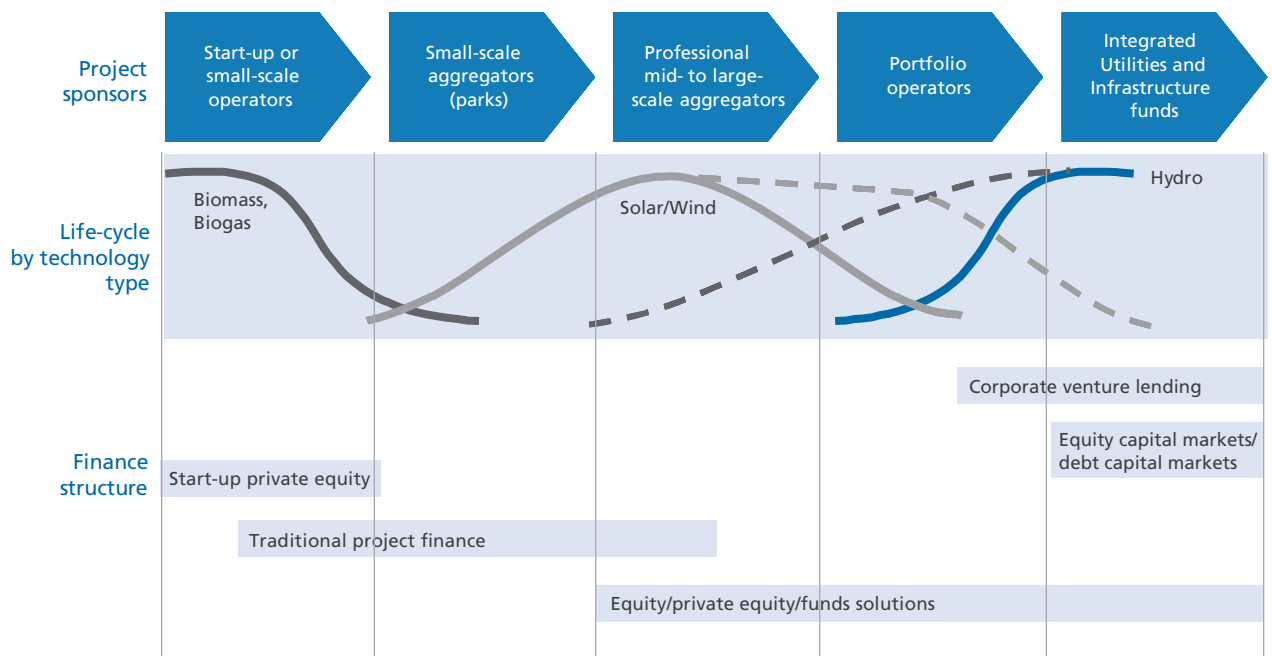 Project
sponsors
Start-up or
small-scale
operators
Small-scale
aggregators
(parks)
Professional
mid- to large-
scale aggregators
Portfolio
operators
Integrated
Utilities and
Infrastructure
funds
Life-cycle
by technology
type
Biomass,
Biogas
Solar/Wind
Hydro
Finance
structure
Corporate venture lending
Equity capital markets/
debt capital markets
Start-up private equity
Traditional project finance
Equity/private equity/funds solutions